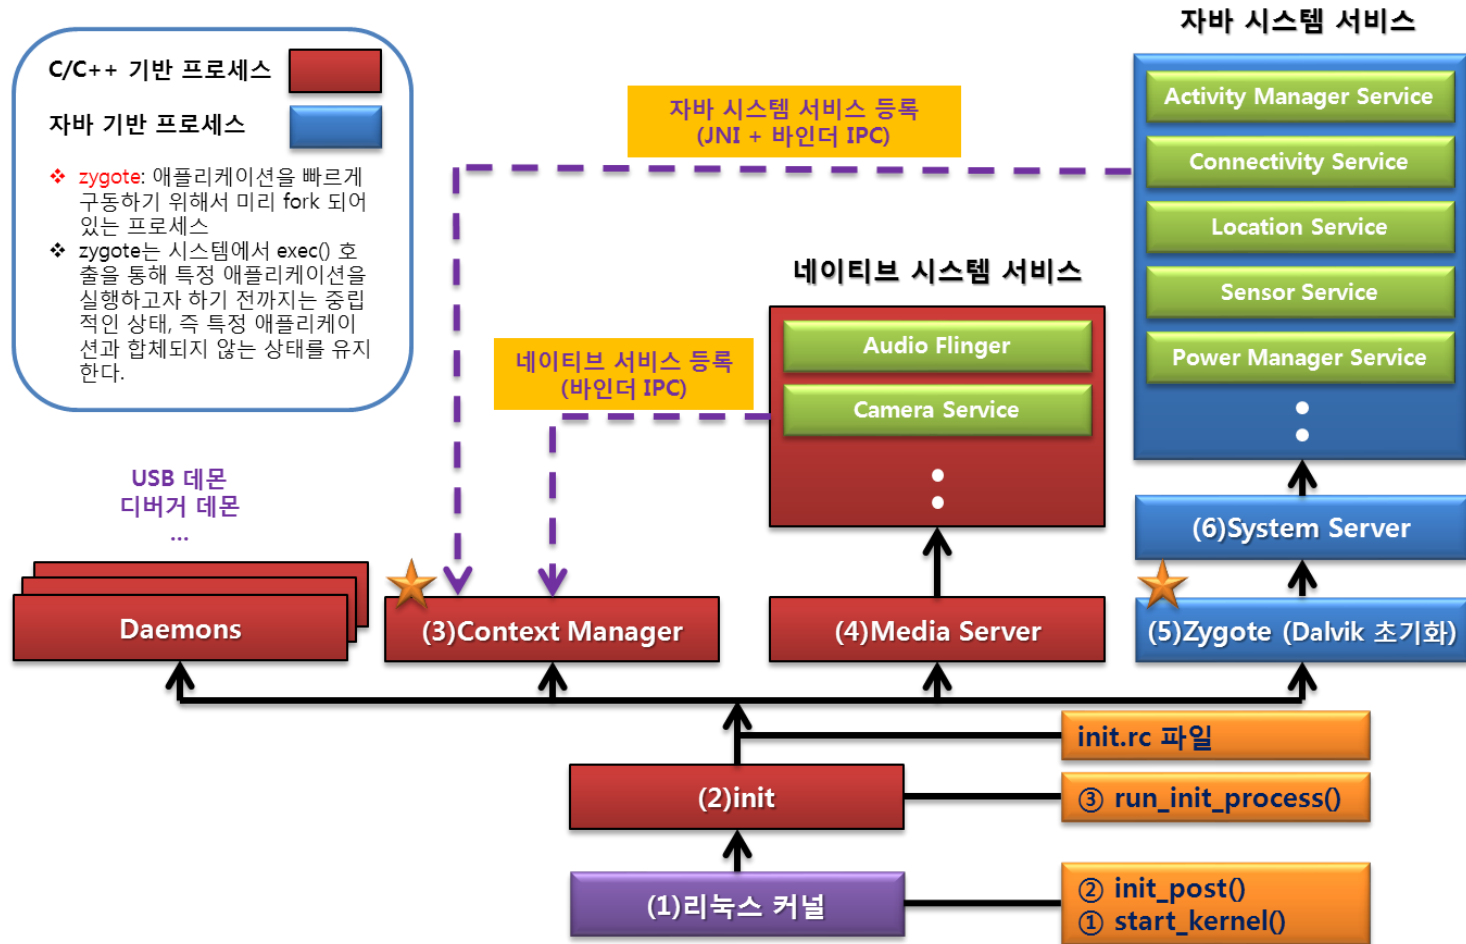 자바 시스템 서비스
C/C++ 기반 프로세스
자바 기반 프로세스
❖ zygote: 애플리케이션을 빠르게
구동하기 위해서 미리 fork 되어
있는 프로세스
❖ zygote는 시스템에서 exec() 호
출을 통해 특정 애플리케이션을
실행하고자 하기 전까지는 중립
적인 상태, 즉 특정 애플리케이
션과 합체되지 않는 상태를 유지
한다.
자바 시스템 서비스 등록
(JNI + 바인더 IPC)
Activity Manager Service
Connectivity Service
Location Service
Sensor Service
Power Manager Service
네이티브 시스템 서비스
Audio Flinger
Camera Service
네이티브 서비스 등록
(바인더 IPC)
USB 데몬
디버거 데몬
...
(6)System Server
Daemons
(3)Context Manager
(4)Media Server
(5)Zygote (Dalvik 초기화)
init.rc 파일
(2)init
③ run_init_process()
(1)리눅스 커널
② init_post()
① start_kernel()